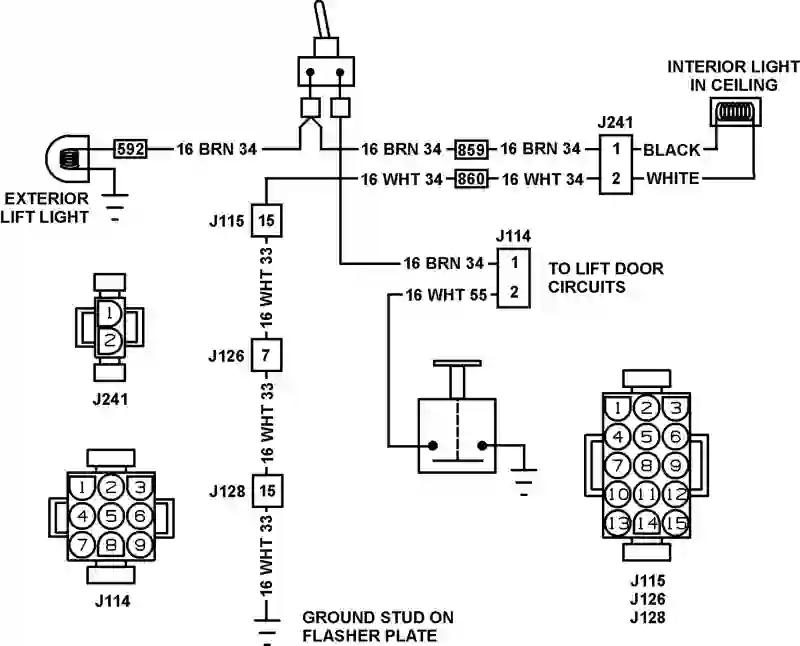 INTERIOR LIGHT
IN CEILING
J241
592
16 BRN 34
16 BRN 34
859
16 BRN 34
1
BLACK
16 WHT 34
860
16 WHT 34
2
WHITE
EXTERIOR
LIFT LIGHT
J115
15
16 WHT 33
J114
16 BRN 34
1
16 WHT 55
2
TO LIFT DOOR
CIRCUITS
1
2
J241
J126
7
16 WHT 33
J128
15
16 WHT 33
1 2 3
4 5 6
7 8 9
J114
1 2 3
4 5 6
7 8 9
10 11 12
13 14 15
J115
J126
J128
GROUND STUD ON
FLASHER PLATE